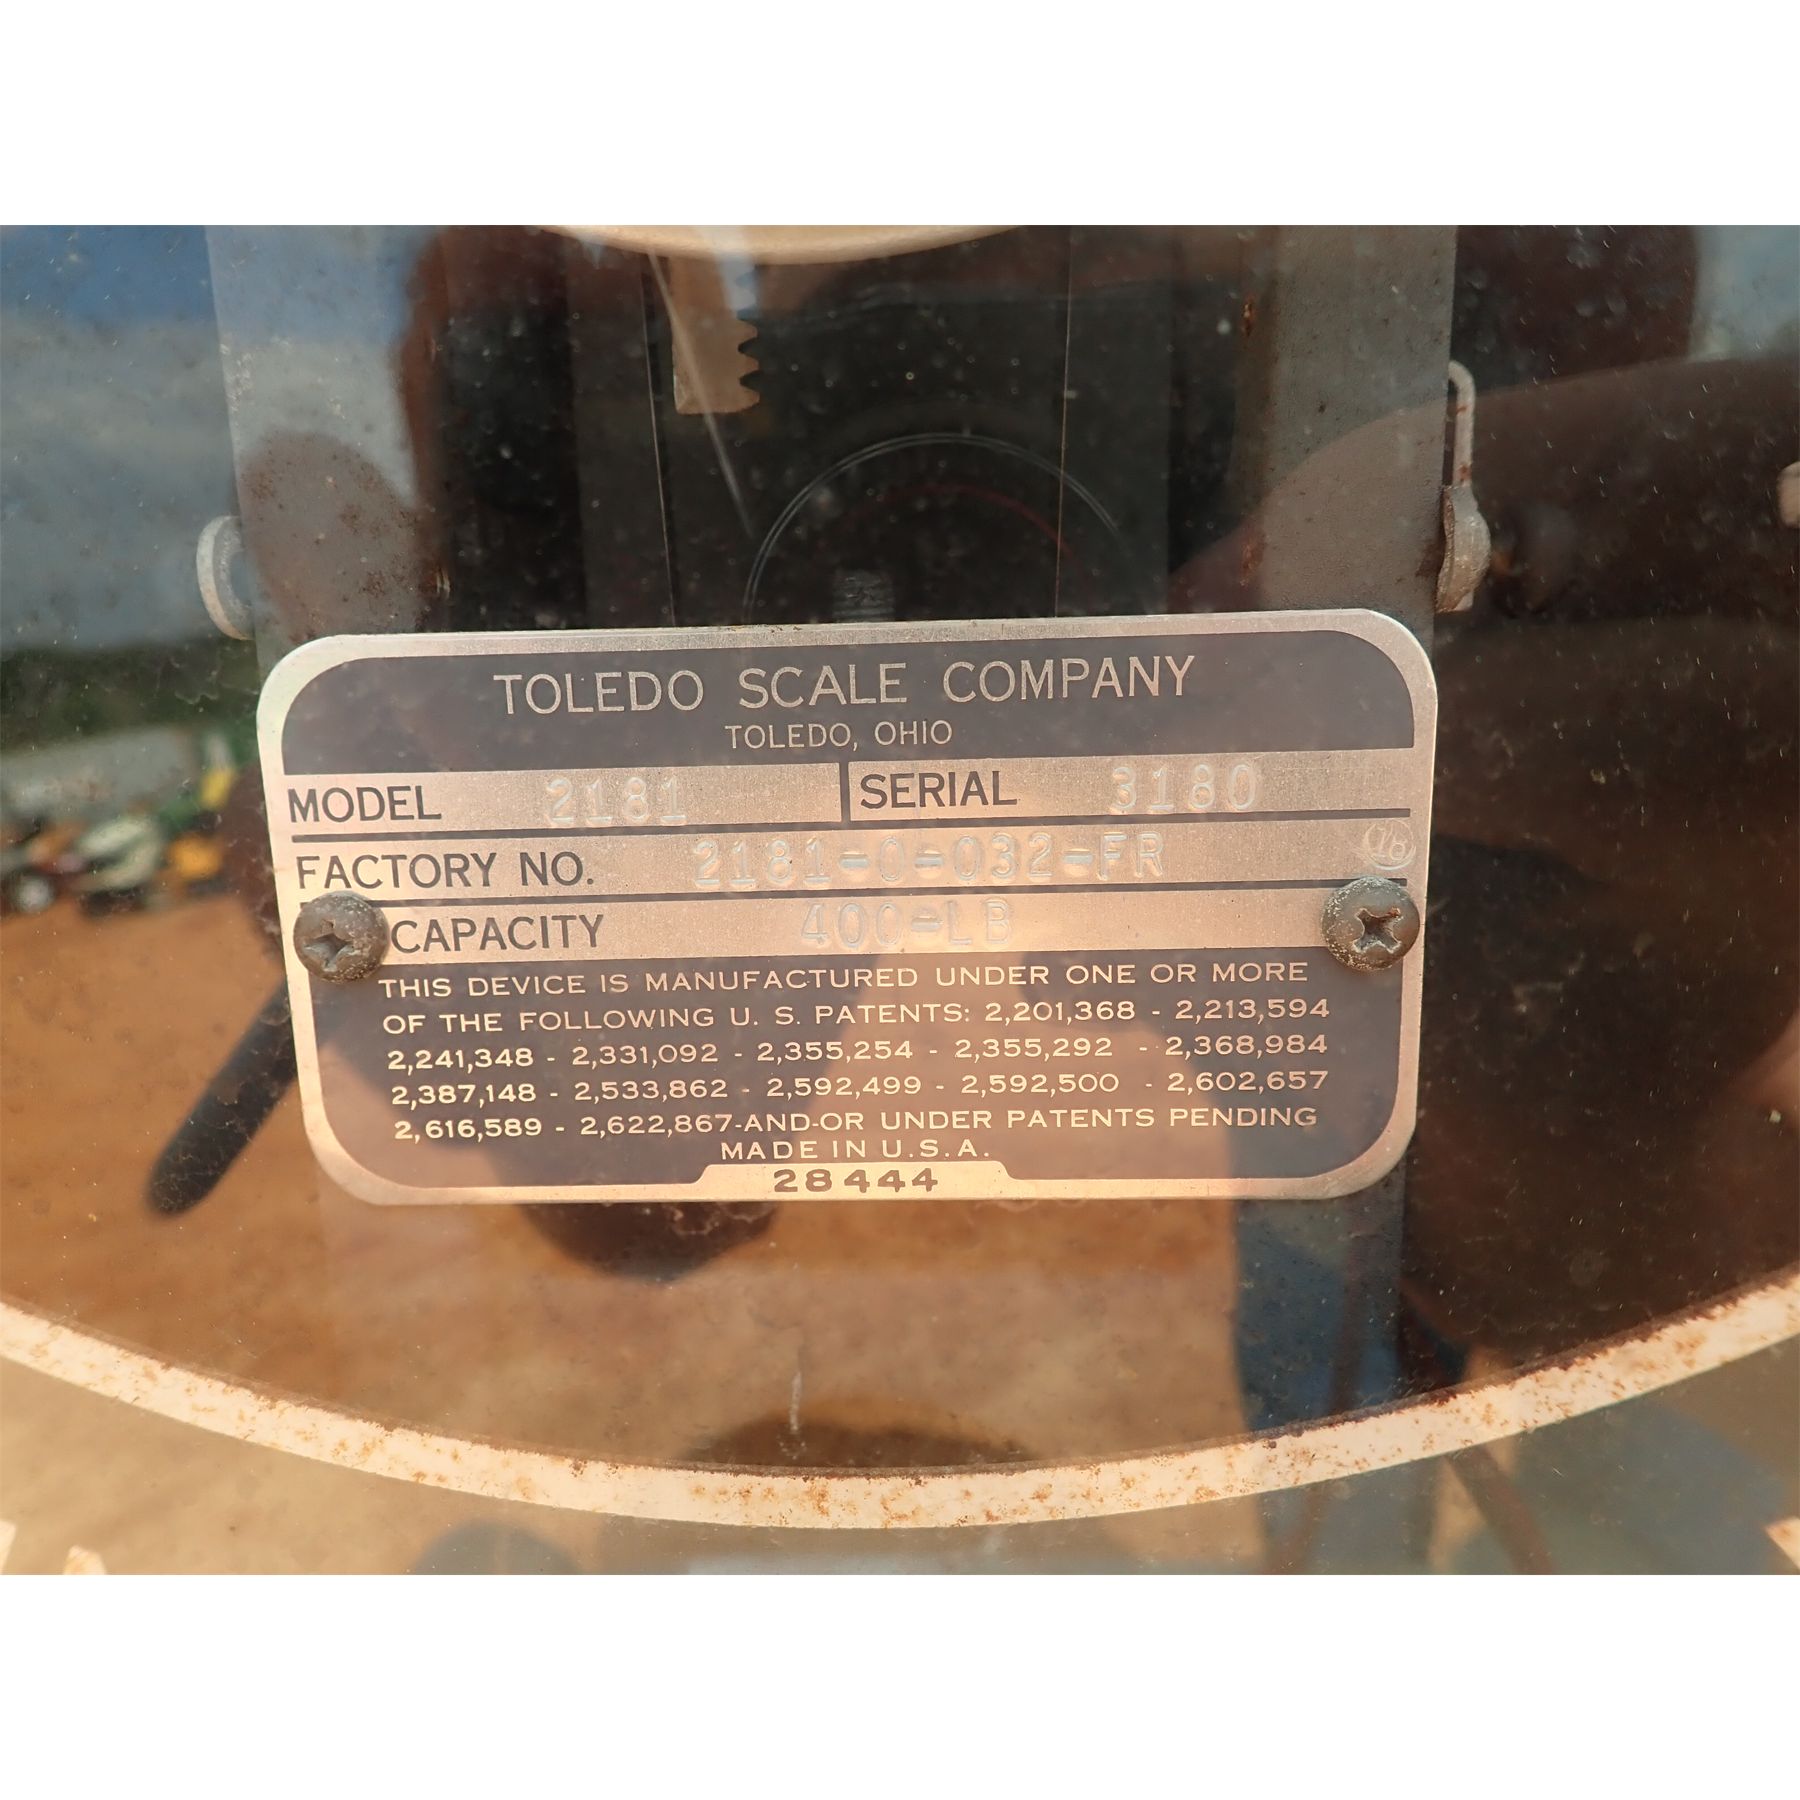 TOLEDO SCALE COMPANY
TOLEDO, OHIO
MODEL 2181 SERIAL 3180
FACTORY NO. 2181-0-032-FR
CAPACITY 400-LB
THIS DEVICE IS MANUFACTURED UNDER ONE OR MORE
OF THE FOLLOWING U. S. PATENTS: 2,201,368 - 2,213,594
2,241,348 - 2,331,092 - 2,355,254 - 2,355,292 - 2,368,984
2,387,148 - 2,533,862 - 2,592,499 - 2,592,500 - 2,602,657
2,616,589 - 2,622,867-AND-OR UNDER PATENTS PENDING
MADE IN U.S.A.
28444